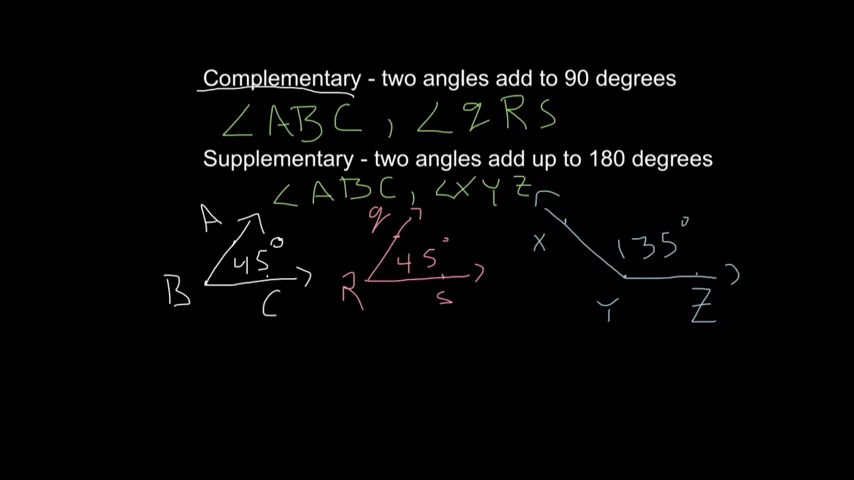 Complementary - two angles add to 90 degrees
∠ABC, ∠qRS
Supplementary - two angles add up to 180 degrees
∠ABC, ∠XYZ
A q
X 135°
45° 45°
B C R S Y Z